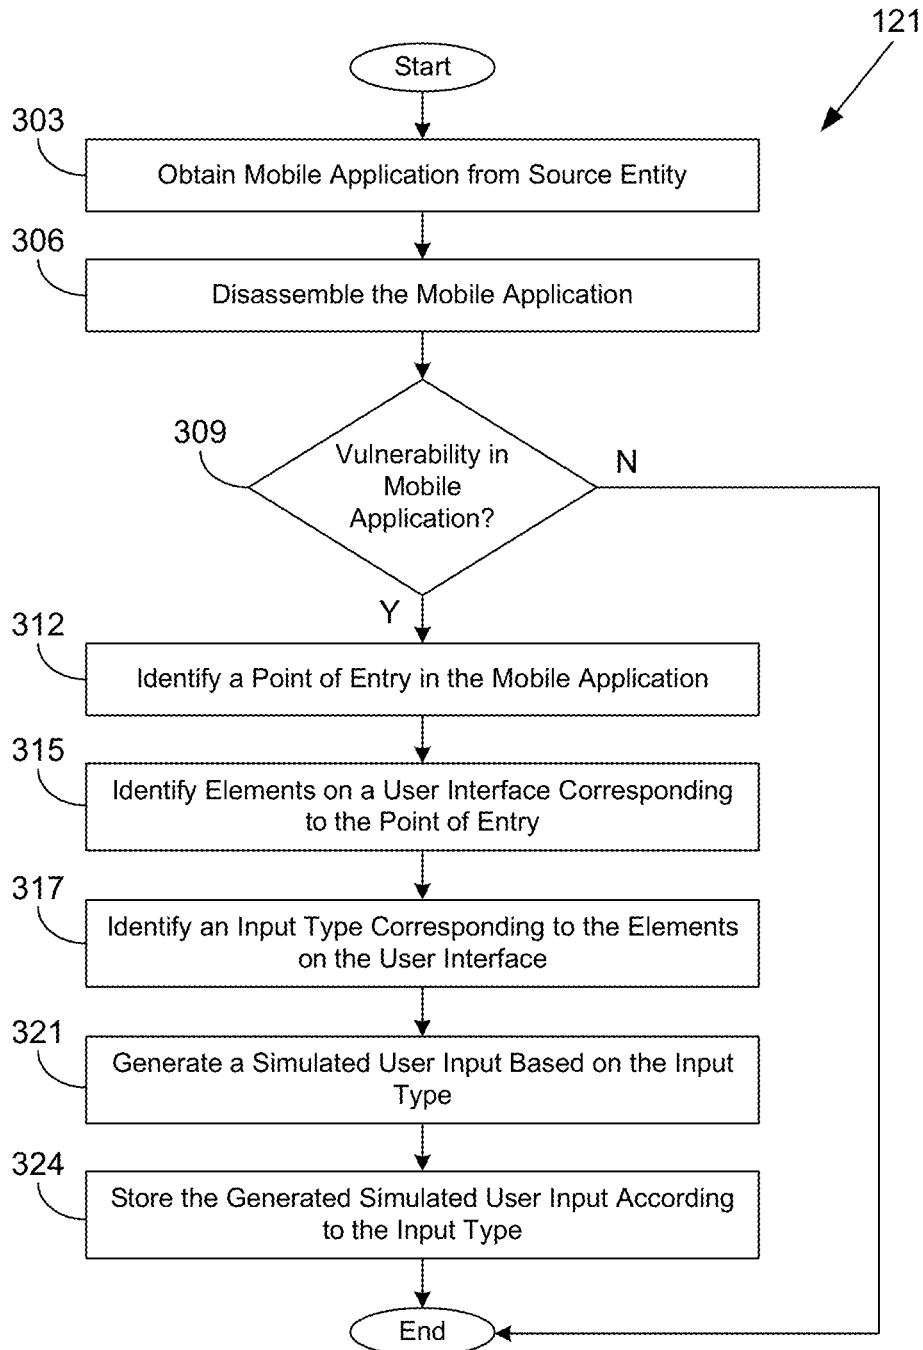 121
Start
303
Obtain Mobile Application from Source Entity
306
Disassemble the Mobile Application
309
Vulnerability in
Mobile
Application?
N
Y
312
Identify a Point of Entry in the Mobile Application
315
Identify Elements on a User Interface Corresponding
to the Point of Entry
317
Identify an Input Type Corresponding to the Elements
on the User Interface
321
Generate a Simulated User Input Based on the Input
Type
324
Store the Generated Simulated User Input According
to the Input Type
End